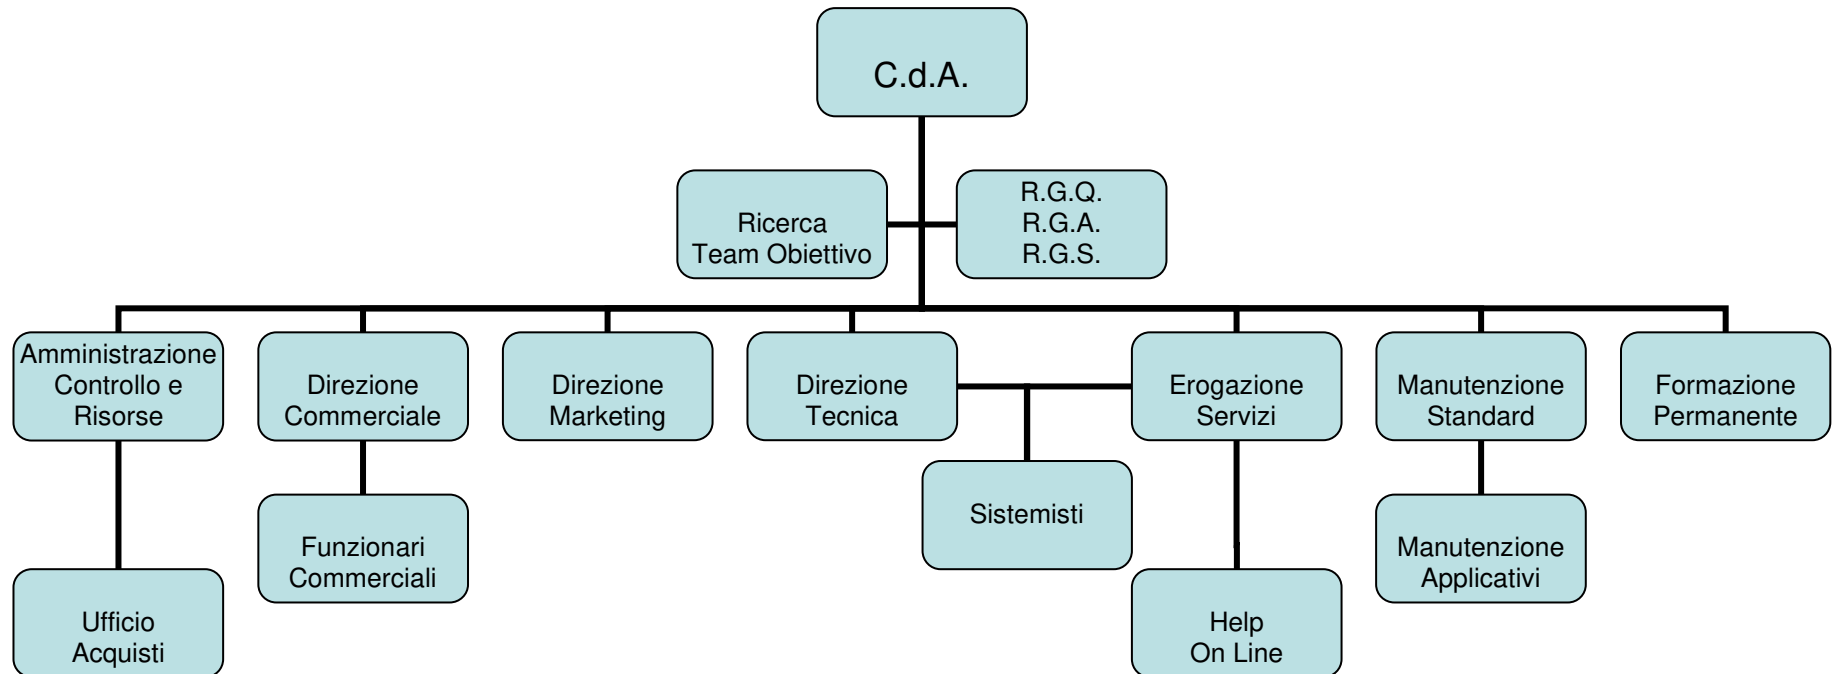 C.d.A.
Ricerca
Team Obiettivo
R.G.Q.
R.G.A.
R.G.S.
Amministrazione
Controllo e
Risorse
Direzione
Commerciale
Direzione
Marketing
Direzione
Tecnica
Erogazione
Servizi
Manutenzione
Standard
Formazione
Permanente
Sistemisti
Funzionari
Commerciali
Manutenzione
Applicativi
Ufficio
Acquisti
Help
On Line